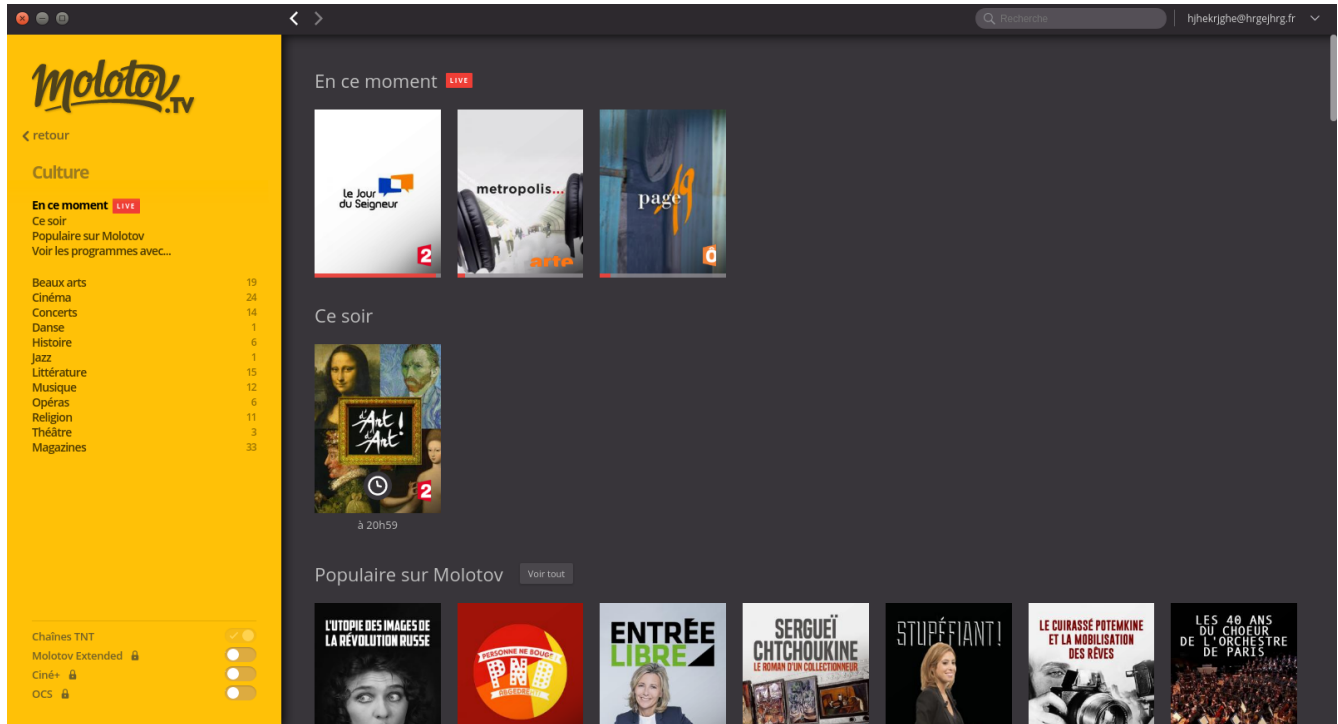 Recherche
hjhekrjghe@hrgejhrg.fr
molotov
.TV
retour
Culture
En ce moment LIVE
Ce soir
Populaire sur Molotov
Voir les programmes avec...
Beaux arts 19
Cinéma 24
Concerts 14
Danse 1
Histoire 6
Jazz 1
Littérature 15
Musique 12
Opéras 6
Religion 11
Théâtre 3
Magazines 33
Chaînes TNT
Molotov Extended
Ciné+
OCS
En ce moment LIVE
le Jour
du Seigneur
2
metropolis...
arte
page 19
Ô
Ce soir
d'Art !
d'Art !
2
à 20h59
Populaire sur Molotov Voir tout
L'UTOPIE DES IMAGES DE
LA RÉVOLUTION RUSSE
PERSONNE NE BOUGE !
PNB
ENTRÉE
LIBRE
SERGUEÏ
CHTCHOUKINE
LE ROMAN D'UN COLLECTIONNEUR
STUPÉFIANT !
LE CUIRASSÉ POTEMKINE
ET LA MOBILISATION
DES RÊVES
LES 40 ANS
DU CHOEUR
DE L'ORCHESTRE
DE PARIS